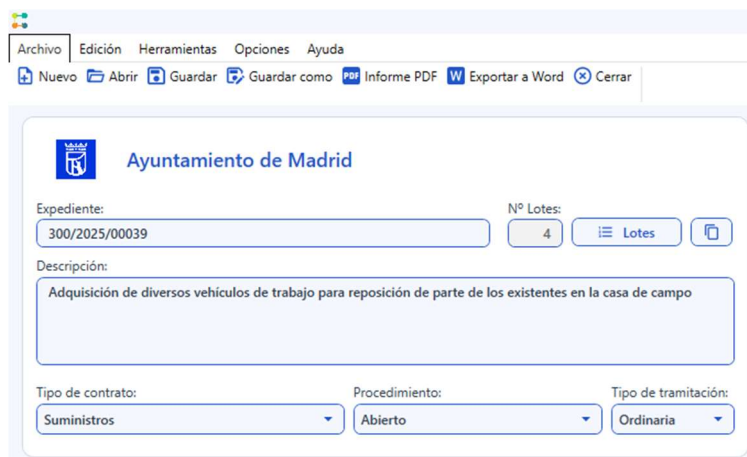 Archivo Edición Herramientas Opciones Ayuda
Nuevo Abrir Guardar Guardar como PDF Informe PDF W Exportar a Word Cerrar
Ayuntamiento de Madrid
Expediente: Nº Lotes:
300/2025/00039 4 Lotes
Descripción:
Adquisición de diversos vehículos de trabajo para reposición de parte de los existentes en la casa de campo
Tipo de contrato: Procedimiento: Tipo de tramitación:
Suministros Abierto Ordinaria